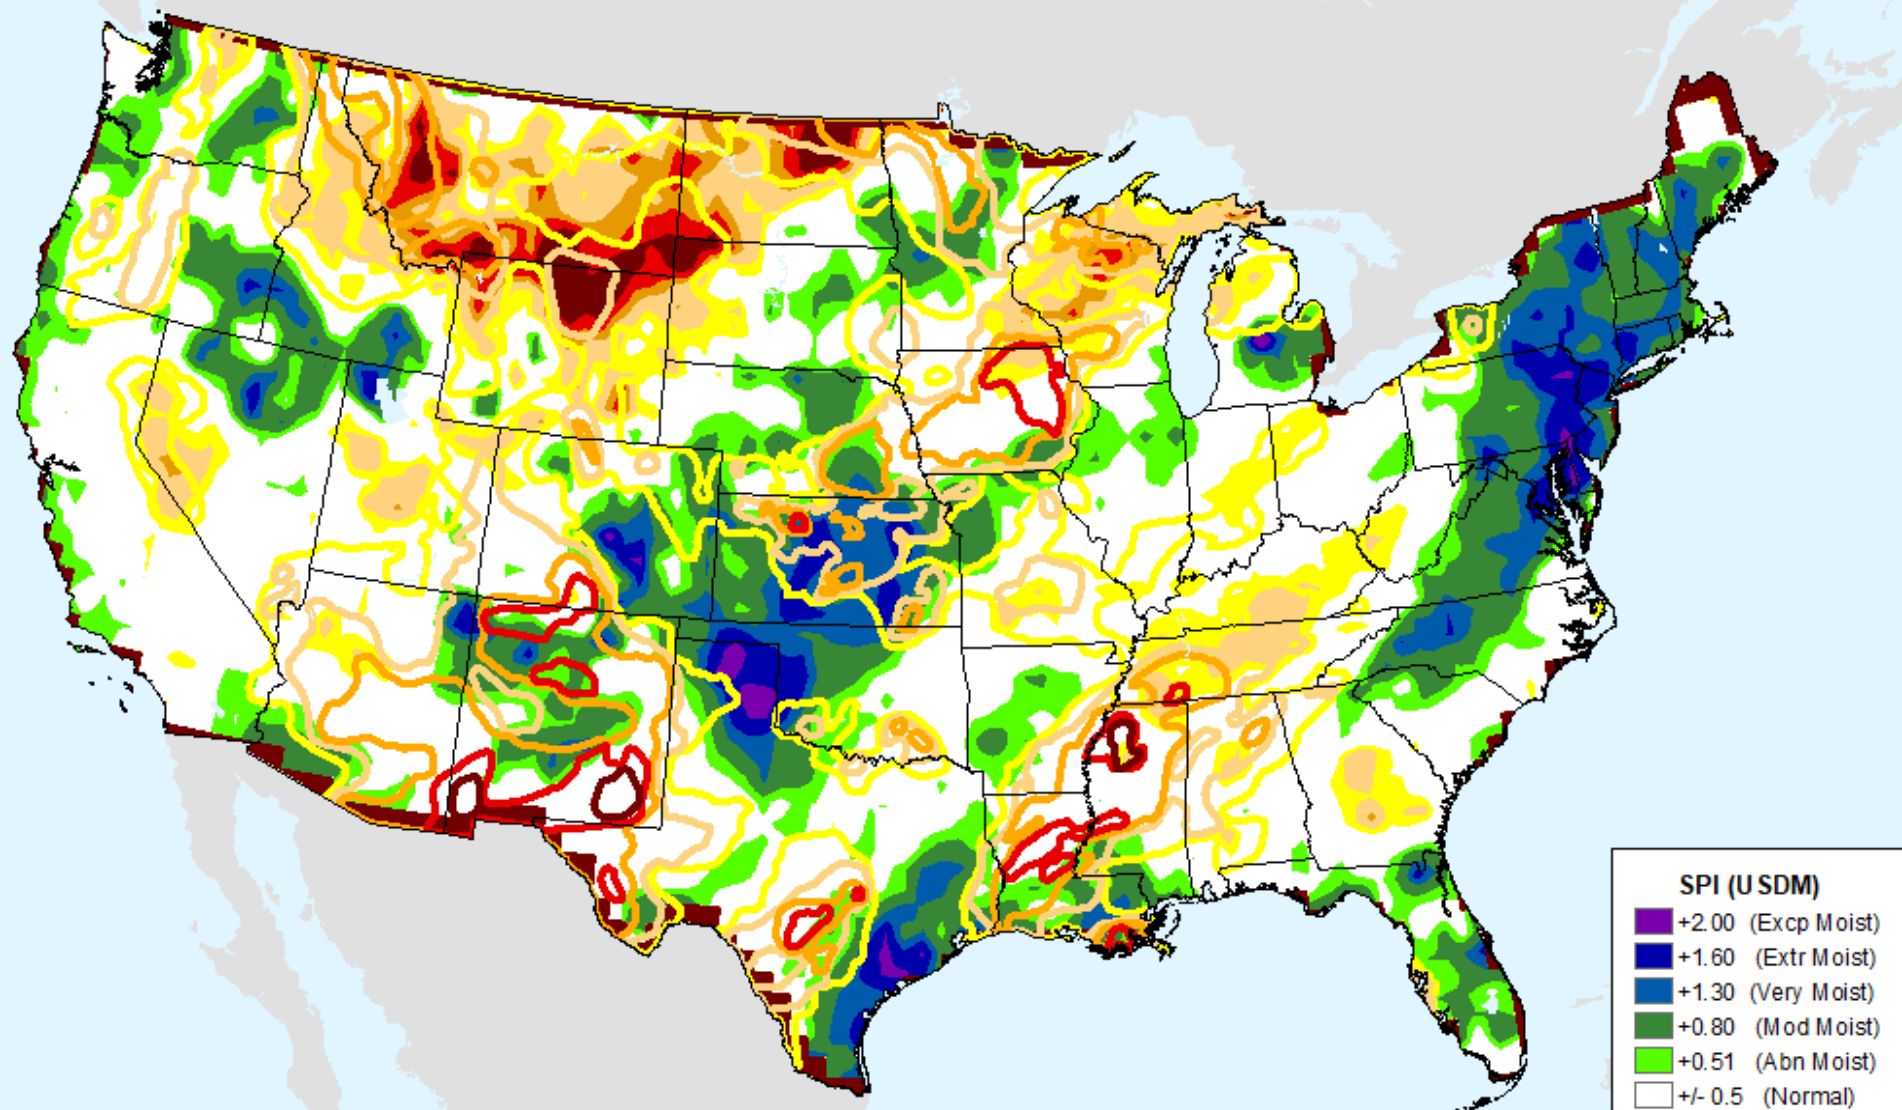 SPI (USDM)
+2.00 (Excp Moist)
+1.60 (Extr Moist)
+1.30 (Very Moist)
+0.80 (Mod Moist)
+0.51 (Abn Moist)
+/- 0.5 (Normal)